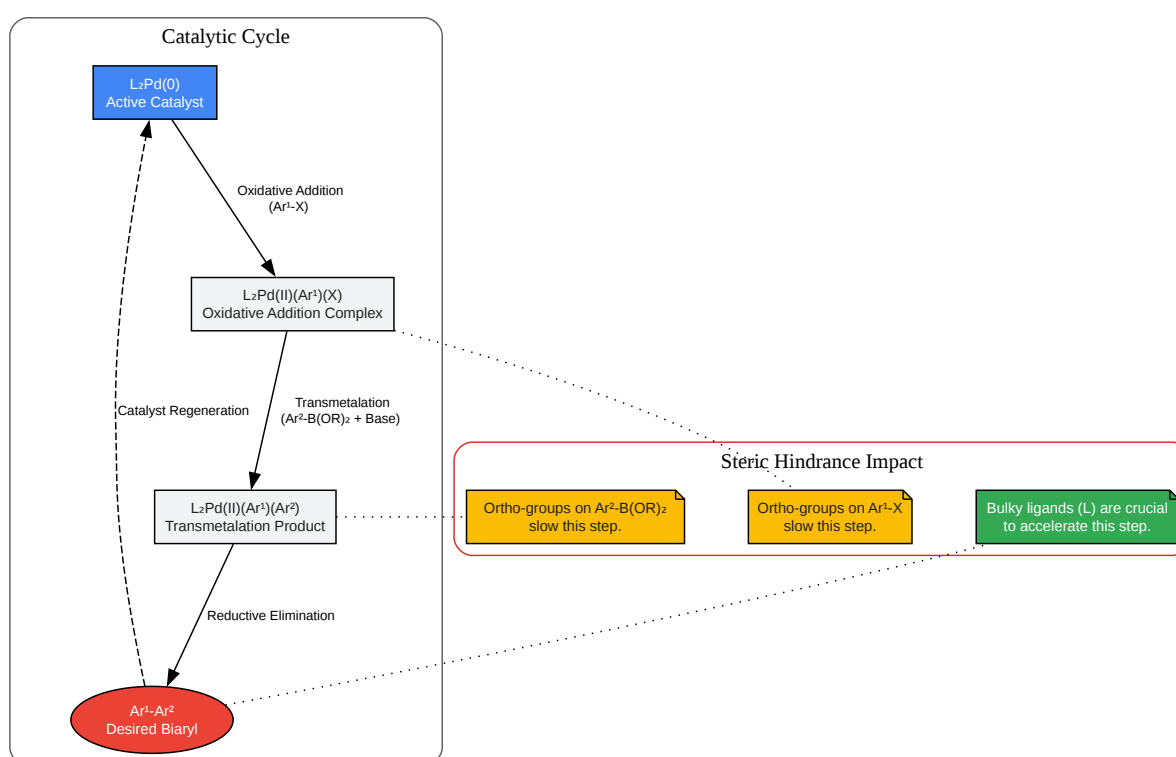 Catalytic Cycle
L₂Pd(0)
Active Catalyst
Oxidative Addition
(Ar¹-X)
L₂Pd(II)(Ar¹)(X)
Oxidative Addition Complex
Catalyst Regeneration
Transmetalation
(Ar²-B(OR)₂ + Base)
L₂Pd(II)(Ar¹)(Ar²)
Transmetalation Product
Reductive Elimination
Ar¹-Ar²
Desired Biaryl
Steric Hindrance Impact
Ortho-groups on Ar²-B(OR)₂
slow this step.
Ortho-groups on Ar¹-X
slow this step.
Bulky ligands (L) are crucial
to accelerate this step.